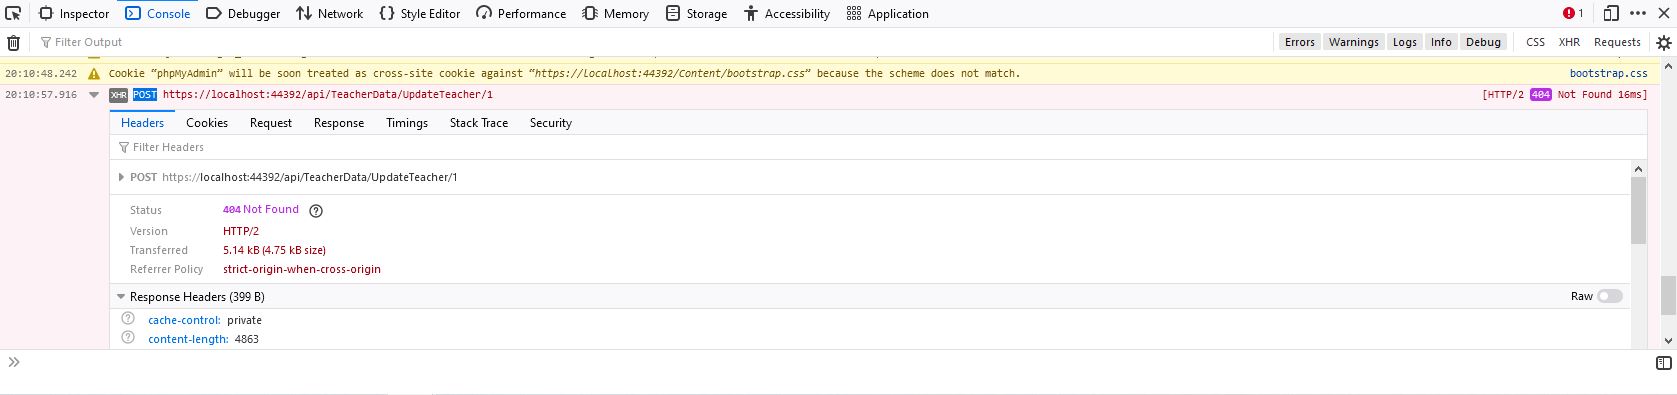 Inspector Console Debugger Network Style Editor Performance Memory Storage Accessibility Application 1
Filter Output Errors Warnings Logs Info Debug CSS XHR Requests
20:10:48.242 Cookie “phpMyAdmin” will be soon treated as cross-site cookie against “https://localhost:44392/Content/bootstrap.css” because the scheme does not match. bootstrap.css
20:10:57.916 XHR POST https://localhost:44392/api/TeacherData/UpdateTeacher/1 [HTTP/2 404 Not Found 16ms]
Headers Cookies Request Response Timings Stack Trace Security
Filter Headers
POST https://localhost:44392/api/TeacherData/UpdateTeacher/1
Status 404 Not Found ?
Version HTTP/2
Transferred 5.14 kB (4.75 kB size)
Referrer Policy strict-origin-when-cross-origin
Response Headers (399 B) Raw
? cache-control: private
? content-length: 4863